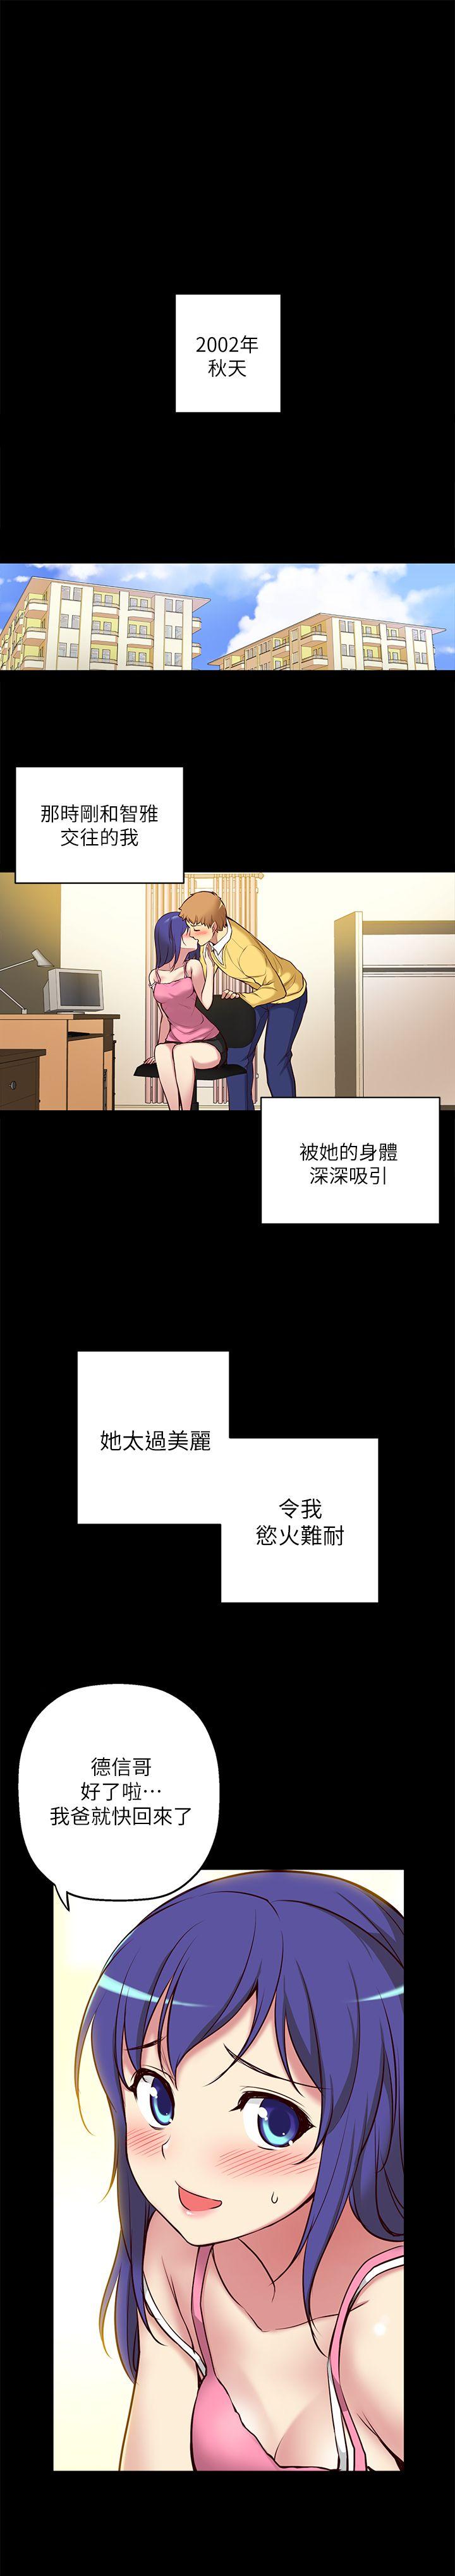 2002年
秋天
那時剛和智雅
交往的我
被她的身體
深深吸引
她太過美麗
令我
慾火難耐
德信哥
好了啦…
我爸就快回來了